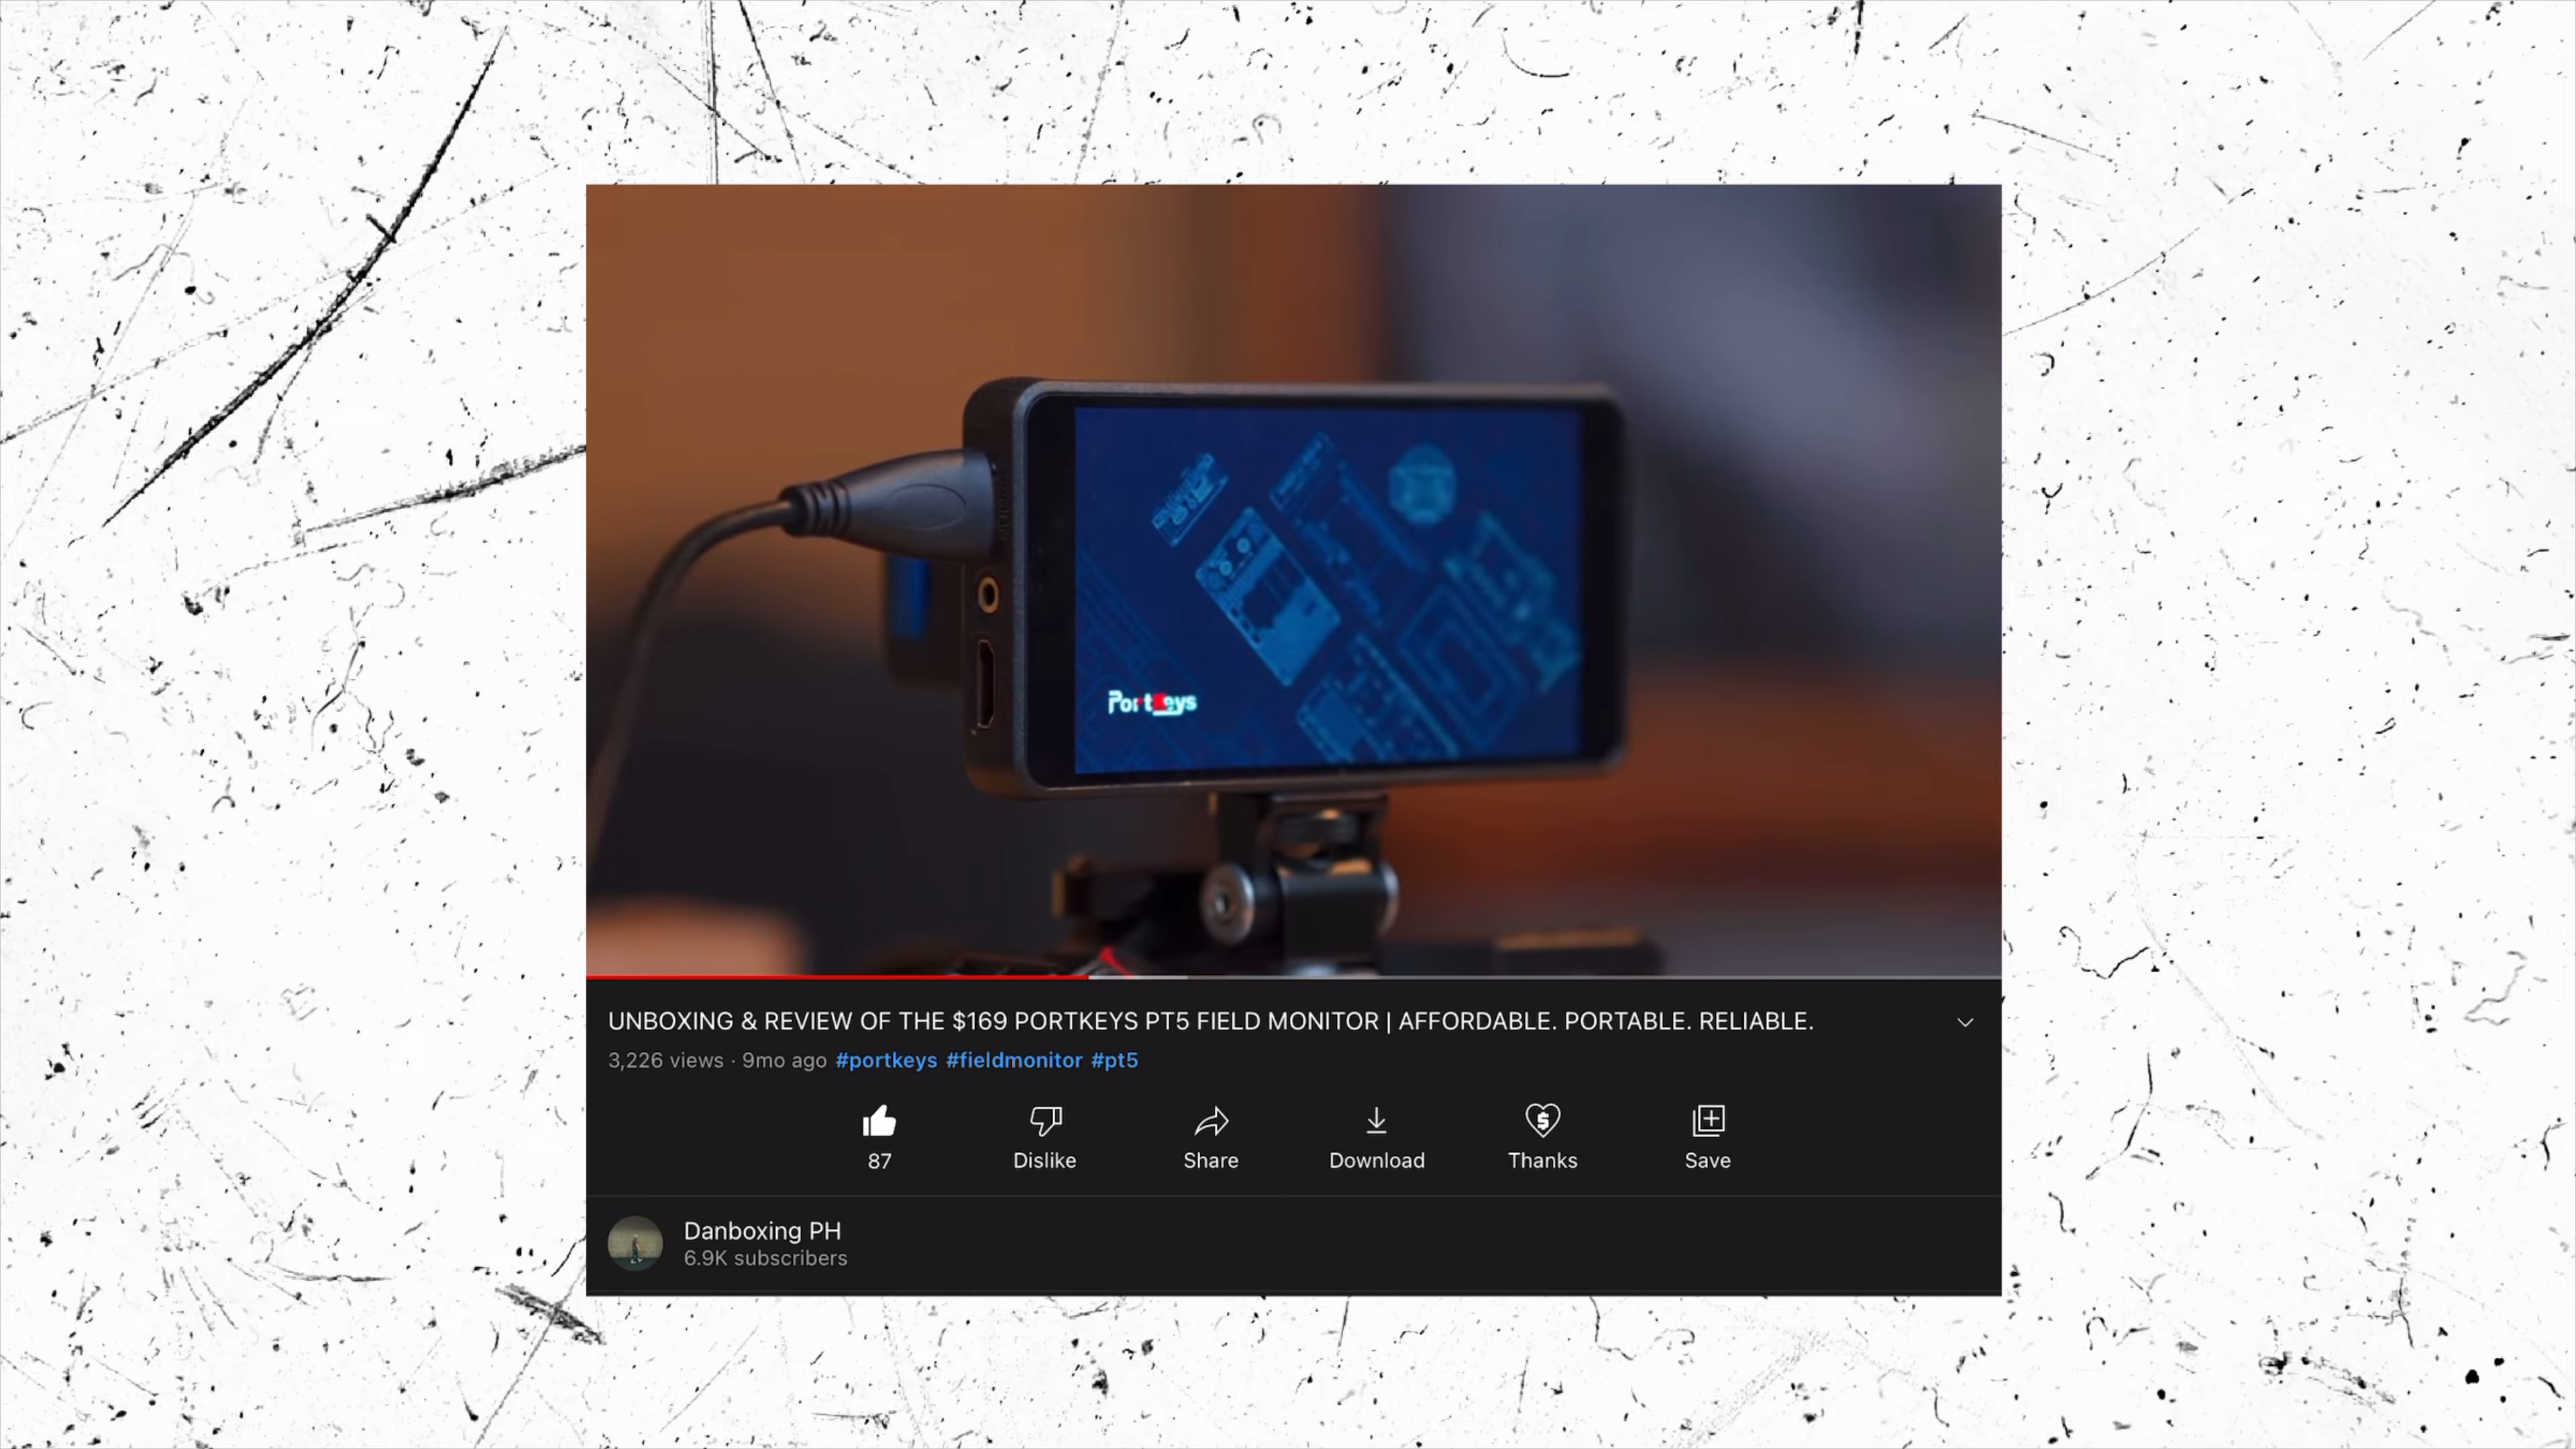 PortKeys
UNBOXING & REVIEW OF THE $169 PORTKEYS PT5 FIELD MONITOR | AFFORDABLE. PORTABLE. RELIABLE.
3,226 views · 9mo ago #portkeys #fieldmonitor #pt5
87 Dislike Share Download Thanks Save
Danboxing PH
6.9K subscribers